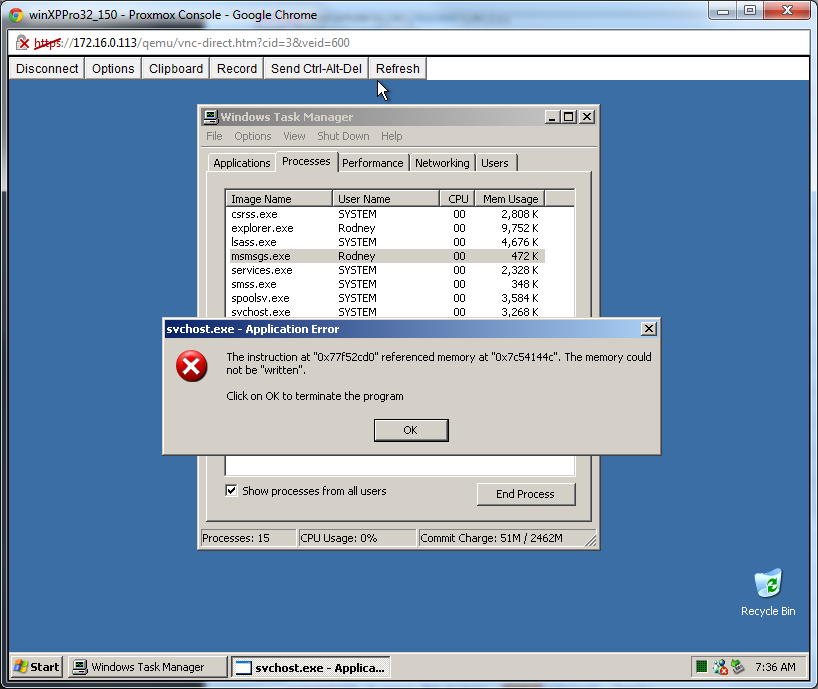 winXPPro32_150 - Proxmox Console - Google Chrome
https://172.16.0.113/qemu/vnc-direct.htm?cid=3&veid=600
Disconnect Options Clipboard Record Send Ctrl-Alt-Del Refresh
Windows Task Manager
File Options View Shut Down Help
Applications Processes Performance Networking Users
Image Name User Name CPU Mem Usage
csrss.exe SYSTEM 00 2,808 K
explorer.exe Rodney 00 9,752 K
lsass.exe SYSTEM 00 4,676 K
msmsgs.exe Rodney 00 472 K
services.exe SYSTEM 00 2,328 K
smss.exe SYSTEM 00 348 K
spoolsv.exe SYSTEM 00 3,584 K
svchost.exe SYSTEM 00 3,268 K
svchost.exe - Application Error
The instruction at "0x77f52cd0" referenced memory at "0x7c54144c". The memory could
not be "written".
Click on OK to terminate the program
OK
Show processes from all users
End Process
Processes: 15 CPU Usage: 0% Commit Charge: 51M / 2462M
Recycle Bin
Start Windows Task Manager svchost.exe - Applica... 7:36 AM